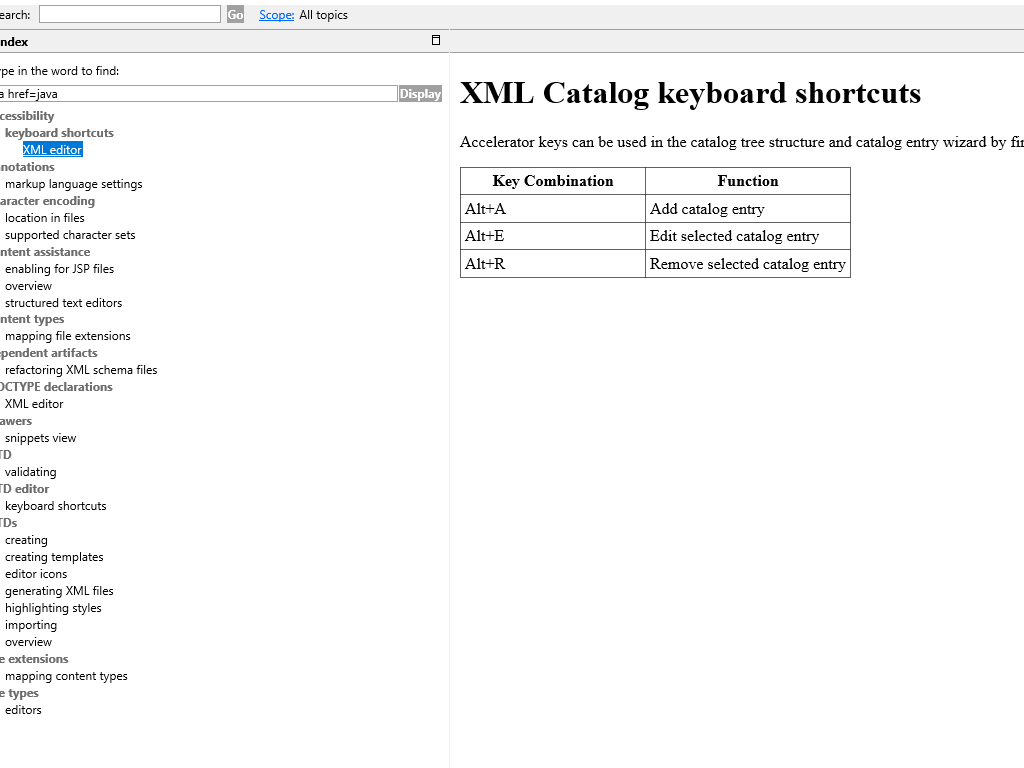 earch: Go Scope: All topics
ndex
ype in the word to find:
a href=java Display
cessibility
keyboard shortcuts
XML editor
notations
markup language settings
aracter encoding
location in files
supported character sets
ntent assistance
enabling for JSP files
overview
structured text editors
ntent types
mapping file extensions
pendent artifacts
refactoring XML schema files
OCTYPE declarations
XML editor
awers
snippets view
TD
validating
TD editor
keyboard shortcuts
TDs
creating
creating templates
editor icons
generating XML files
highlighting styles
importing
overview
e extensions
mapping content types
e types
editors
XML Catalog keyboard shortcuts
Accelerator keys can be used in the catalog tree structure and catalog entry wizard by fir
Key Combination Function
Alt+A Add catalog entry
Alt+E Edit selected catalog entry
Alt+R Remove selected catalog entry